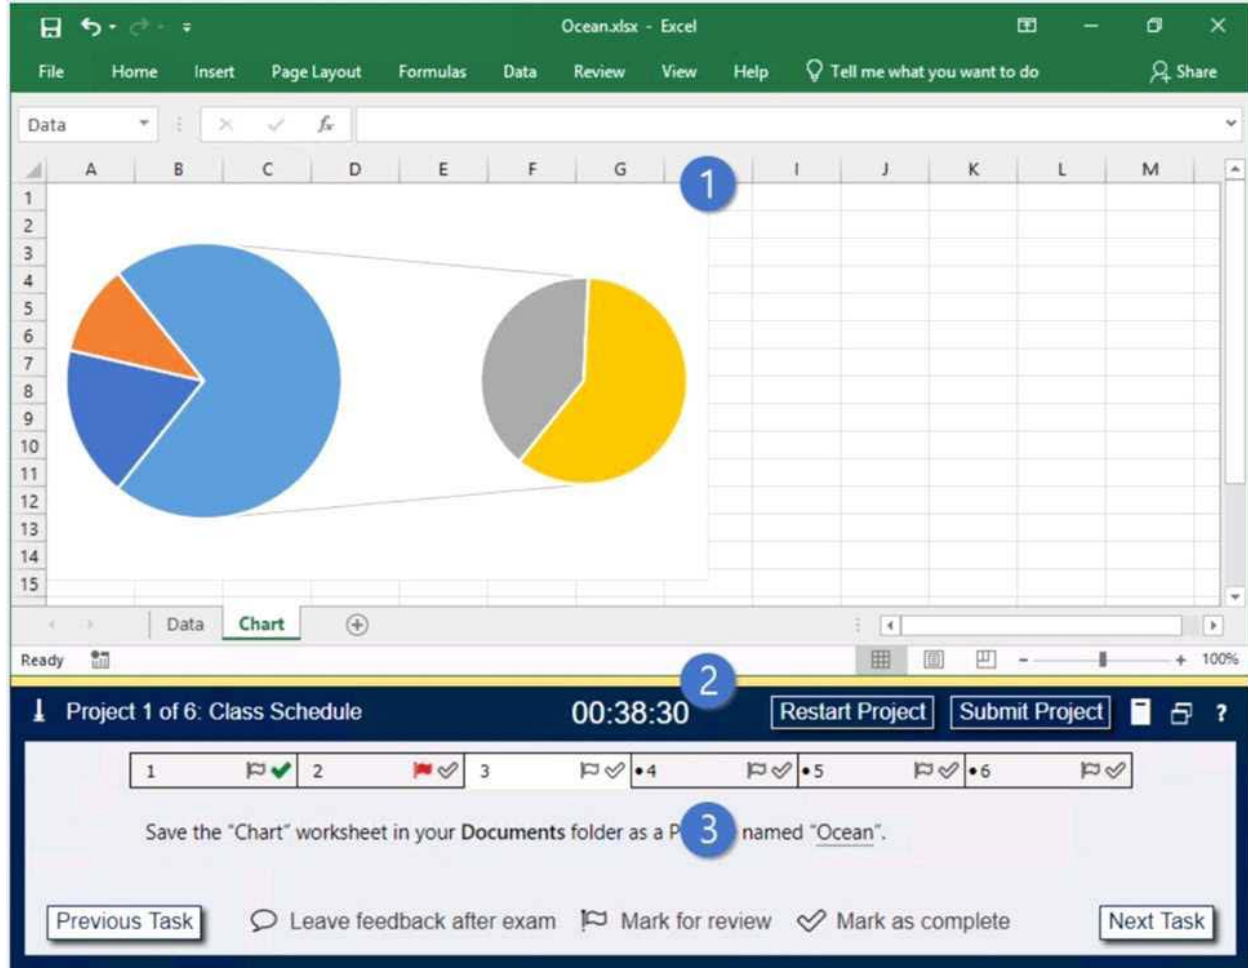 Ocean.xlsx - Excel
File Home Insert Page Layout Formulas Data Review View Help Tell me what you want to do Share
Data fx
A B C D E F G I J K L M
1
1
2
3
4
5
6
7
8
9
10
11
12
13
14
15
Data Chart
Ready 100%
2
Project 1 of 6: Class Schedule 00:38:30 Restart Project Submit Project ?
1 2 3 •4 •5 •6
Save the "Chart" worksheet in your Documents folder as a P 3 named "Ocean".
Previous Task Leave feedback after exam Mark for review Mark as complete Next Task